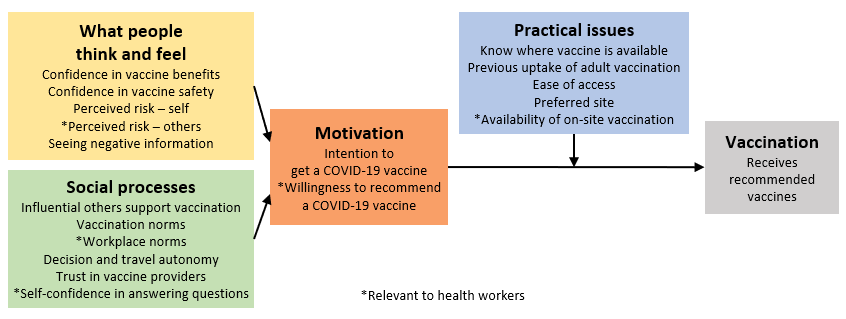 What people
think and feel
Confidence in vaccine benefits
Confidence in vaccine safety
Perceived risk – self
*Perceived risk – others
Seeing negative information
Social processes
Influential others support vaccination
Vaccination norms
*Workplace norms
Decision and travel autonomy
Trust in vaccine providers
*Self-confidence in answering questions
Motivation
Intention to
get a COVID-19 vaccine
*Willingness to recommend
a COVID-19 vaccine
Practical issues
Know where vaccine is available
Previous uptake of adult vaccination
Ease of access
Preferred site
*Availability of on-site vaccination
Vaccination
Receives
recommended
vaccines
*Relevant to health workers